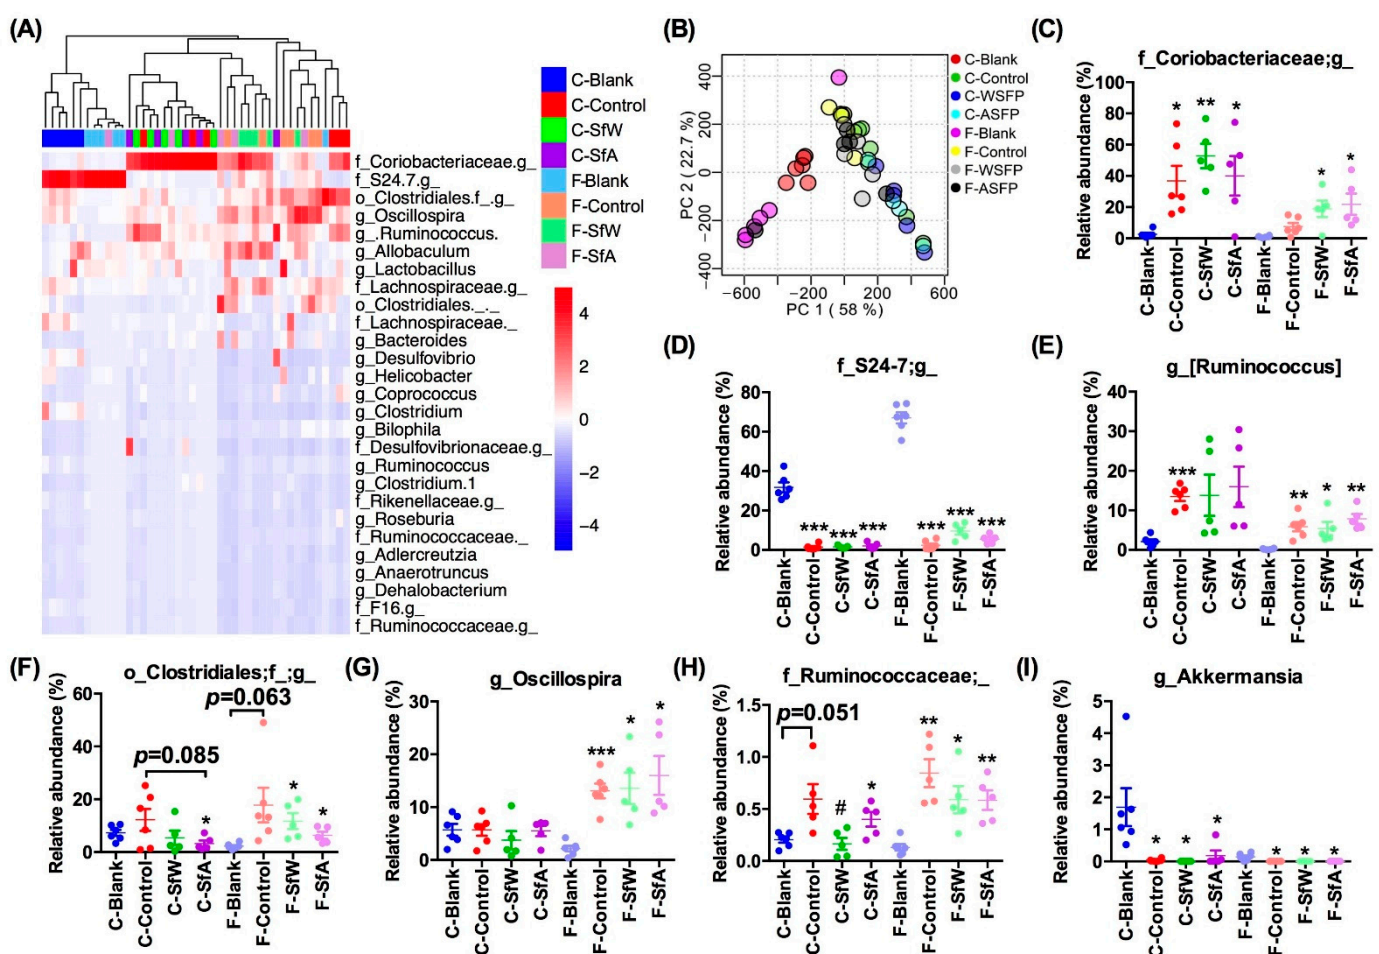 (A)
C-Blank
C-Control
C-SfW
C-SfA
F-Blank
F-Control
F-SfW
F-SfA
4
2
0
−2
−4
f_Coriobacteriaceae.g_
f_S24.7.g_
o_Clostridiales.f_.g_
g_Oscillospira
g_.Ruminococcus.
g_Allobaculum
g_Lactobacillus
f_Lachnospiraceae.g_
o_Clostridiales._._
f_Lachnospiraceae._
g_Bacteroides
g_Desulfovibrio
g_Helicobacter
g_Coprococcus
g_Clostridium
g_Bilophila
f_Desulfovibrionaceae.g_
g_Ruminococcus
g_Clostridium.1
f_Rikenellaceae.g_
g_Roseburia
f_Ruminococcaceae._
g_Adlercreutzia
g_Anaerotruncus
g_Dehalobacterium
f_F16.g_
f_Ruminococcaceae.g_
(B)
PC 2 ( 22.7 %)
400
200
0
−200
−400
−600
−200
200
600
PC 1 ( 58 %)
C-Blank
C-Control
C-WSFP
C-ASFP
F-Blank
F-Control
F-WSFP
F-ASFP
(C)
f_Coriobacteriaceae;g_
Relative abundance (%)
100
80
60
40
20
0
*
**
*
*
*
C-Blank
C-Control
C-SfW
C-SfA
F-Blank
F-Control
F-SfW
F-SfA
(D)
f_S24-7;g_
Relative abundance (%)
80
60
40
20
0
***
***
***
***
***
***
C-Blank
C-Control
C-SfW
C-SfA
F-Blank
F-Control
F-SfW
F-SfA
(E)
g_[Ruminococcus]
Relative abundance (%)
40
30
20
10
0
***
**
*
**
C-Blank
C-Control
C-SfW
C-SfA
F-Blank
F-Control
F-SfW
F-SfA
(F)
o_Clostridiales;f_;g_
Relative abundance (%)
60
40
20
0
p=0.063
p=0.085
*
*
*
C-Blank
C-Control
C-SfW
C-SfA
F-Blank
F-Control
F-SfW
F-SfA
(G)
g_Oscillospira
Relative abundance (%)
30
20
10
0
***
*
*
C-Blank
C-Control
C-SfW
C-SfA
F-Blank
F-Control
F-SfW
F-SfA
(H)
f_Ruminococcaceae;_
Relative abundance (%)
1.5
1.0
0.5
0.0
p=0.051
#
*
**
*
**
C-Blank
C-Control
C-SfW
C-SfA
F-Blank
F-Control
F-SfW
F-SfA
(I)
g_Akkermansia
Relative abundance (%)
5
4
3
2
1
0
*
*
*
*
*
*
C-Blank
C-Control
C-SfW
C-SfA
F-Blank
F-Control
F-SfW
F-SfA